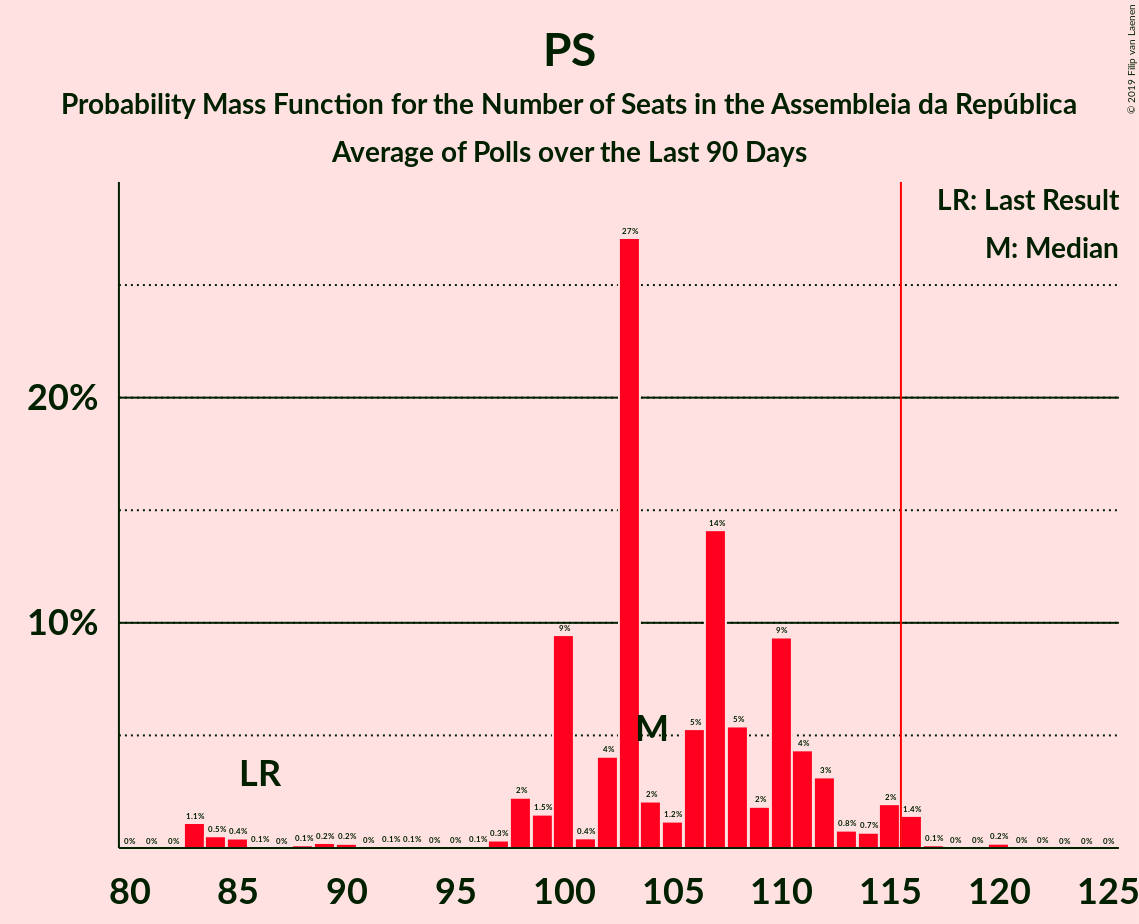 PS
Probability Mass Function for the Number of Seats in the Assembleia da República
Average of Polls over the Last 90 Days
© 2019 Filip van Laenen
LR: Last Result
M: Median
20%
10%
LR
M
0% 0% 0% 1.1% 0.5% 0.4% 0.1% 0% 0.1% 0.2% 0.2% 0% 0.1% 0.1% 0% 0% 0.1% 0.3% 2% 1.5% 9% 0.4% 4% 27% 2% 1.2% 5% 14% 5% 2% 9% 4% 3% 0.8% 0.7% 2% 1.4% 0.1% 0% 0% 0.2% 0% 0% 0% 0% 0%
80 85 90 95 100 105 110 115 120 125